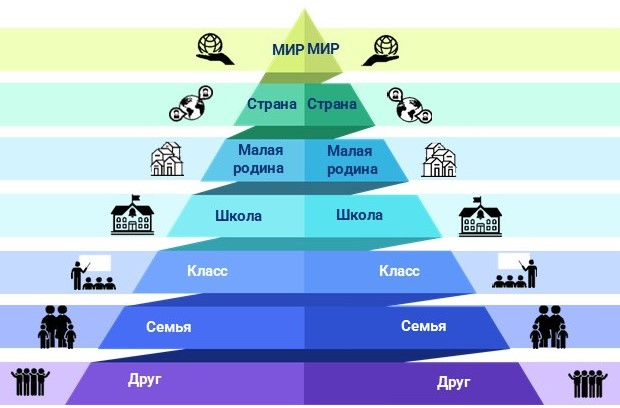 МИР МИР
Страна Страна
Малая
родина
Малая
родина
Школа Школа
Класс Класс
Семья Семья
Друг Друг